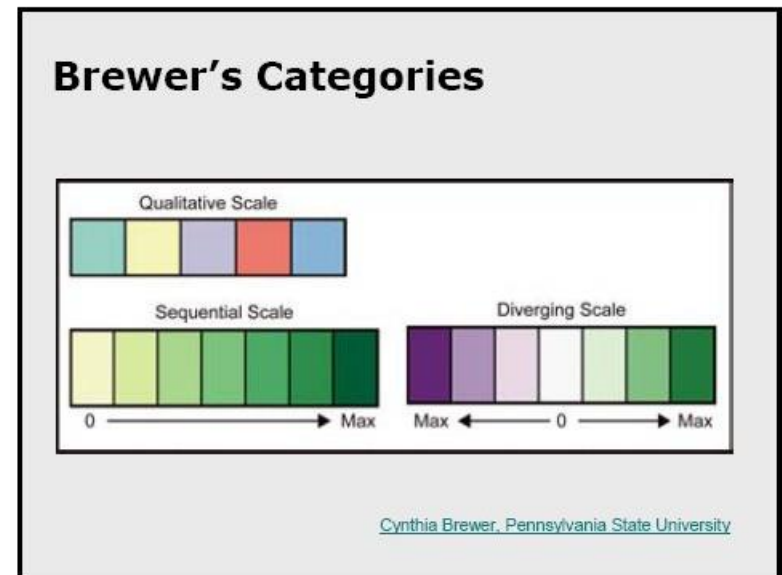 Brewer’s Categories
Qualitative Scale
Sequential Scale
0 Max
Diverging Scale
Max 0 Max
Cynthia Brewer, Pennsylvania State University